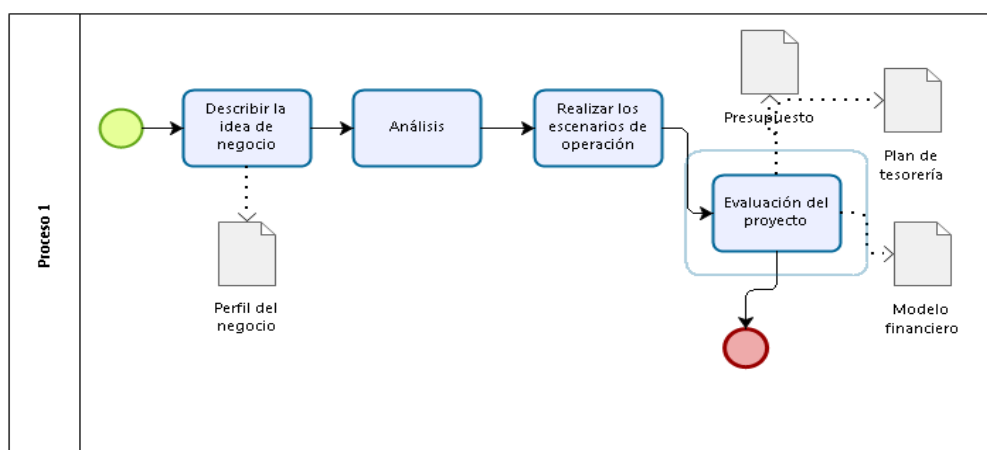 Proceso 1
Describir la
idea de
negocio
Análisis
Realizar los
escenarios de
operación
Presupuesto
Plan de
tesorería
Evaluación del
proyecto
Perfil del
negocio
Modelo
financiero